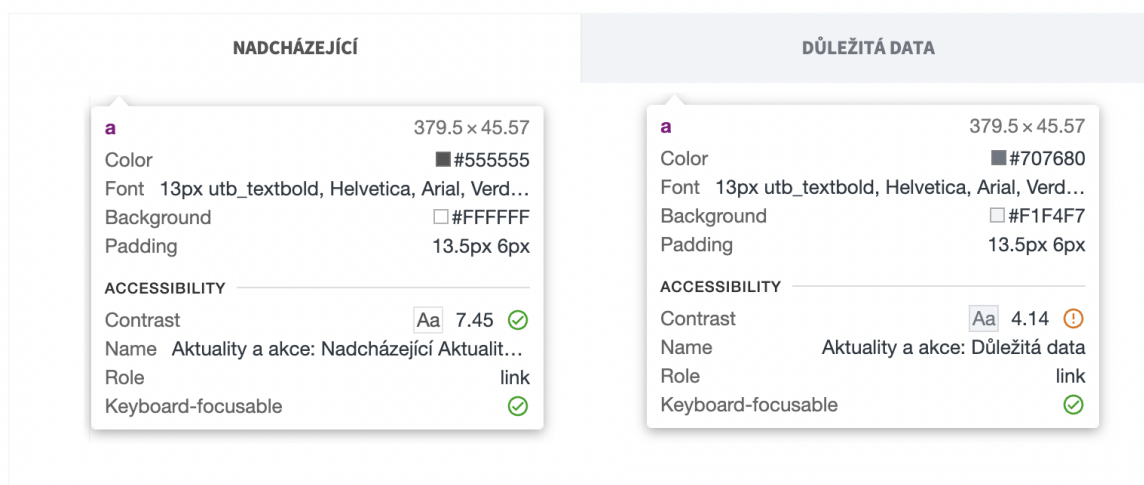 NADCHÁZEJÍCÍ
DŮLEŽITÁ DATA
a 379.5 × 45.57
Color #555555
Font 13px utb_textbold, Helvetica, Arial, Verd…
Background #FFFFFF
Padding 13.5px 6px
ACCESSIBILITY
Contrast Aa 7.45
Name Aktuality a akce: Nadcházející Aktualit…
Role link
Keyboard-focusable
a 379.5 × 45.57
Color #707680
Font 13px utb_textbold, Helvetica, Arial, Verd…
Background #F1F4F7
Padding 13.5px 6px
ACCESSIBILITY
Contrast Aa 4.14
Name Aktuality a akce: Důležitá data
Role link
Keyboard-focusable